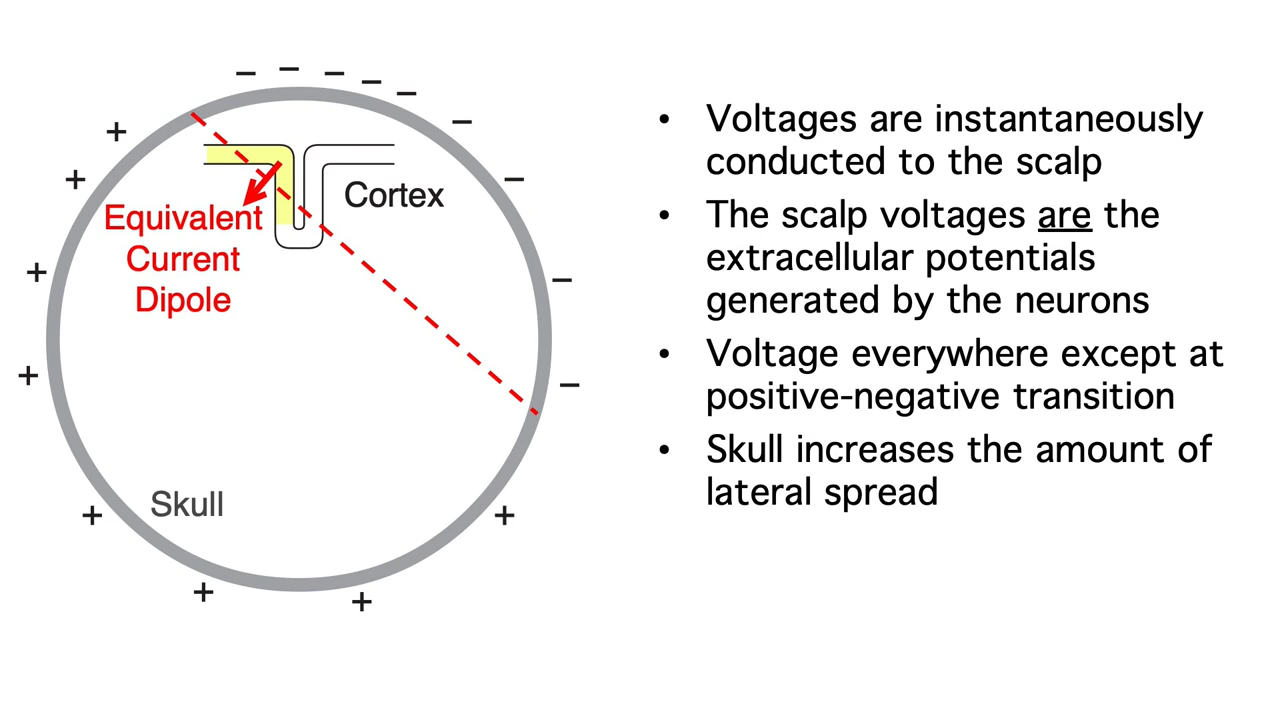 Equivalent
Current
Dipole
Cortex
Skull
• Voltages are instantaneously
conducted to the scalp
• The scalp voltages are the
extracellular potentials
generated by the neurons
• Voltage everywhere except at
positive-negative transition
• Skull increases the amount of
lateral spread